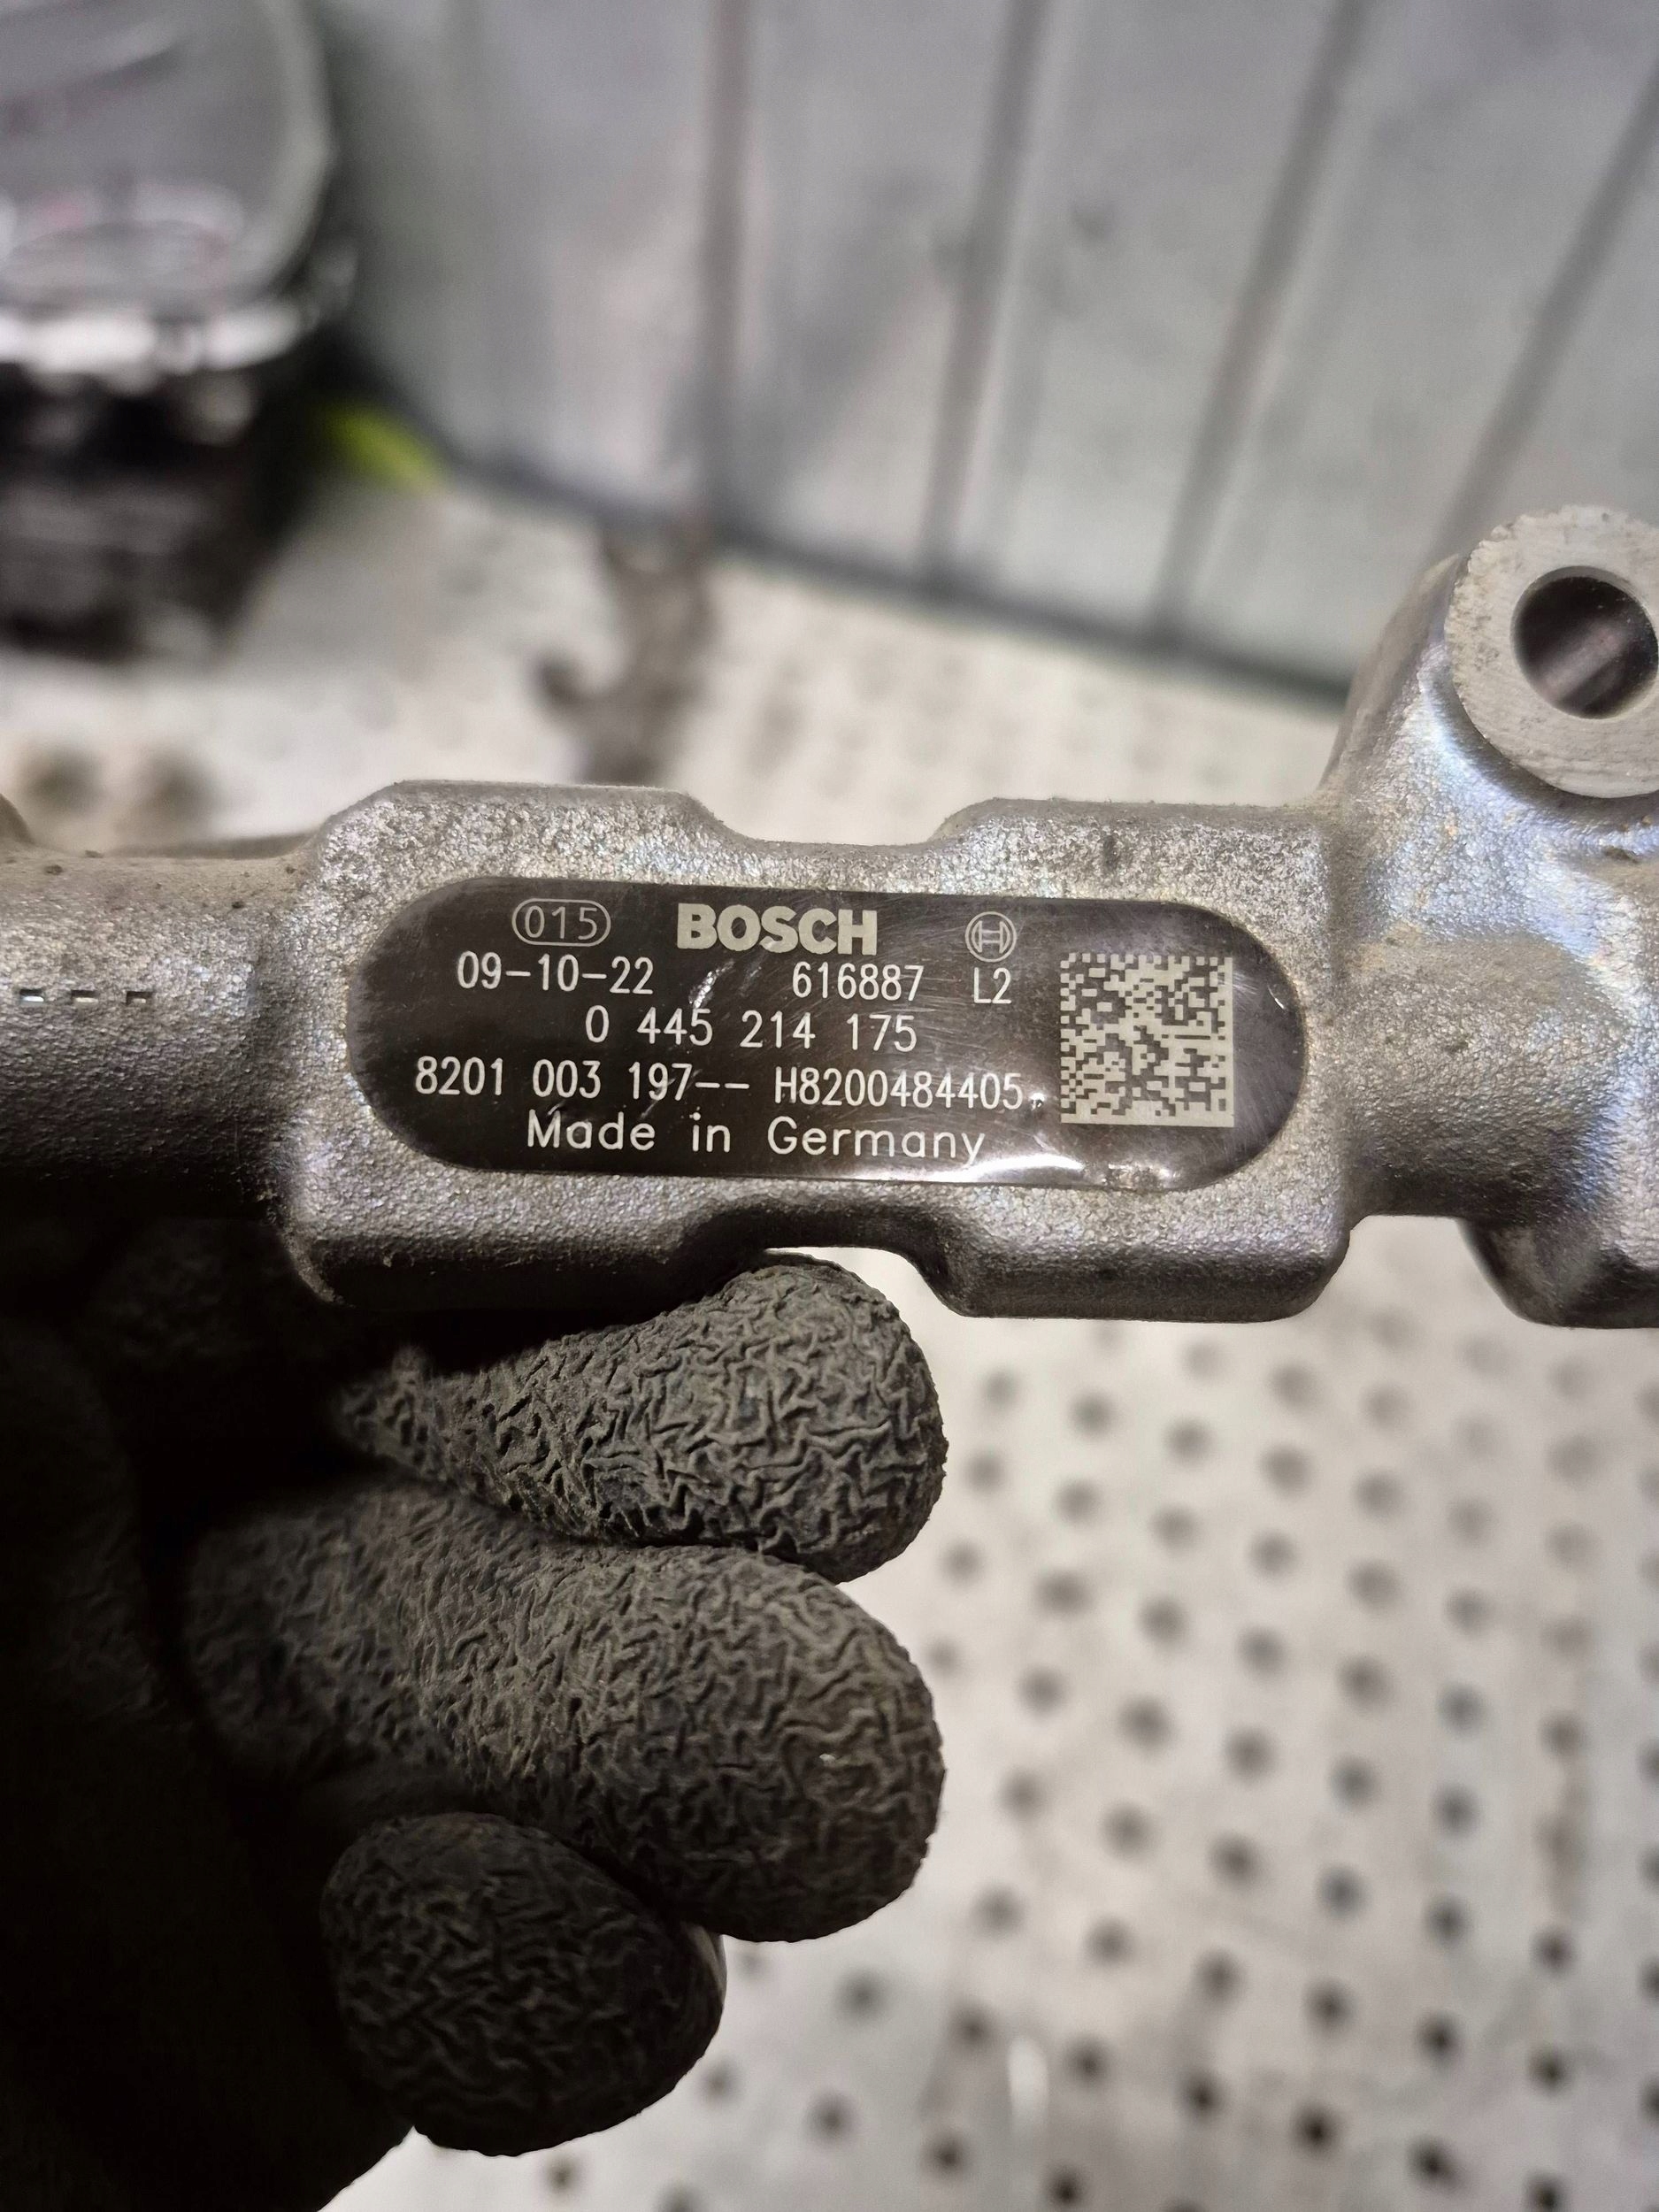 015 BOSCH
09-10-22 616887 L2
0 445 214 175
8201 003 197-- H8200484405
Made in Germany